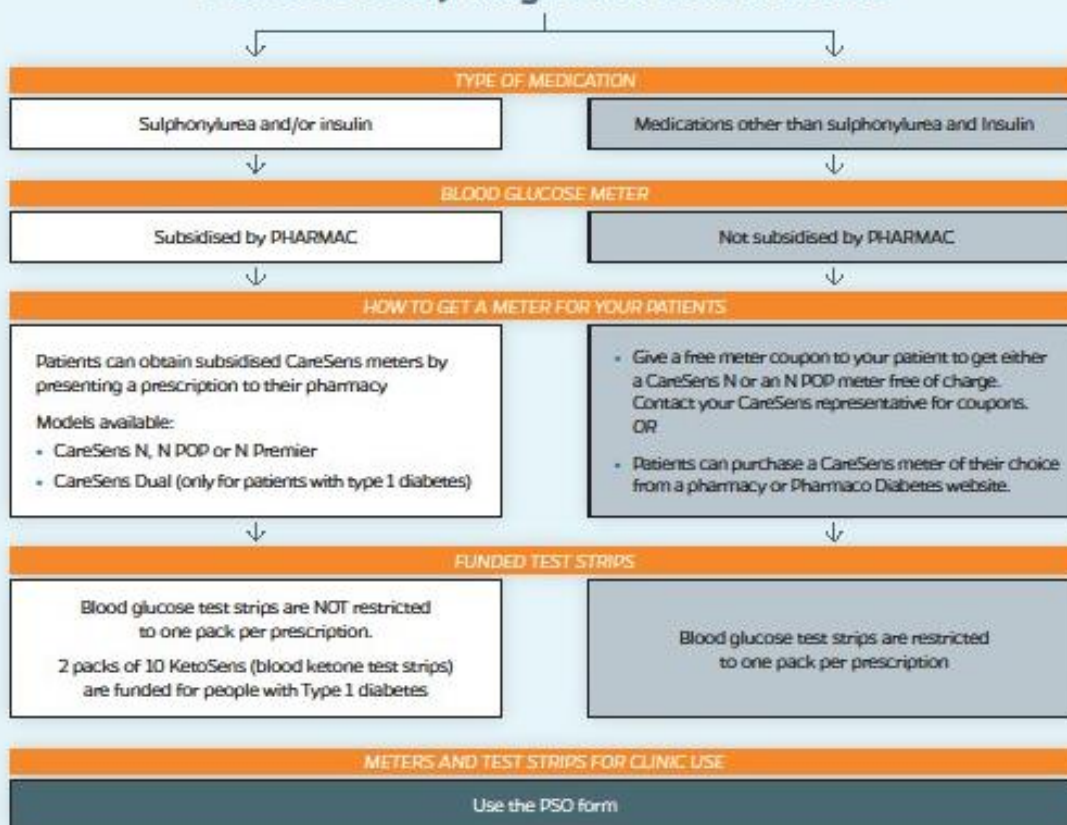 TYPE OF MEDICATION
Sulphonylurea and/or insulin
Medications other than sulphonylurea and Insulin
BLOOD GLUCOSE METER
Subsidised by PHARMAC
Not subsidised by PHARMAC
HOW TO GET A METER FOR YOUR PATIENTS
Patients can obtain subsidised CareSens meters by
presenting a prescription to their pharmacy
Models available:
• CareSens N, N POP or N Premier
• CareSens Dual (only for patients with type 1 diabetes)
• Give a free meter coupon to your patient to get either
a CareSens N or an N POP meter free of charge.
Contact your CareSens representative for coupons.
OR
• Patients can purchase a CareSens meter of their choice
from a pharmacy or Pharmaco Diabetes website.
FUNDED TEST STRIPS
Blood glucose test strips are NOT restricted
to one pack per prescription.
2 packs of 10 KetoSens (blood ketone test strips)
are funded for people with Type 1 diabetes
Blood glucose test strips are restricted
to one pack per prescription
METERS AND TEST STRIPS FOR CLINIC USE
Use the PSO form